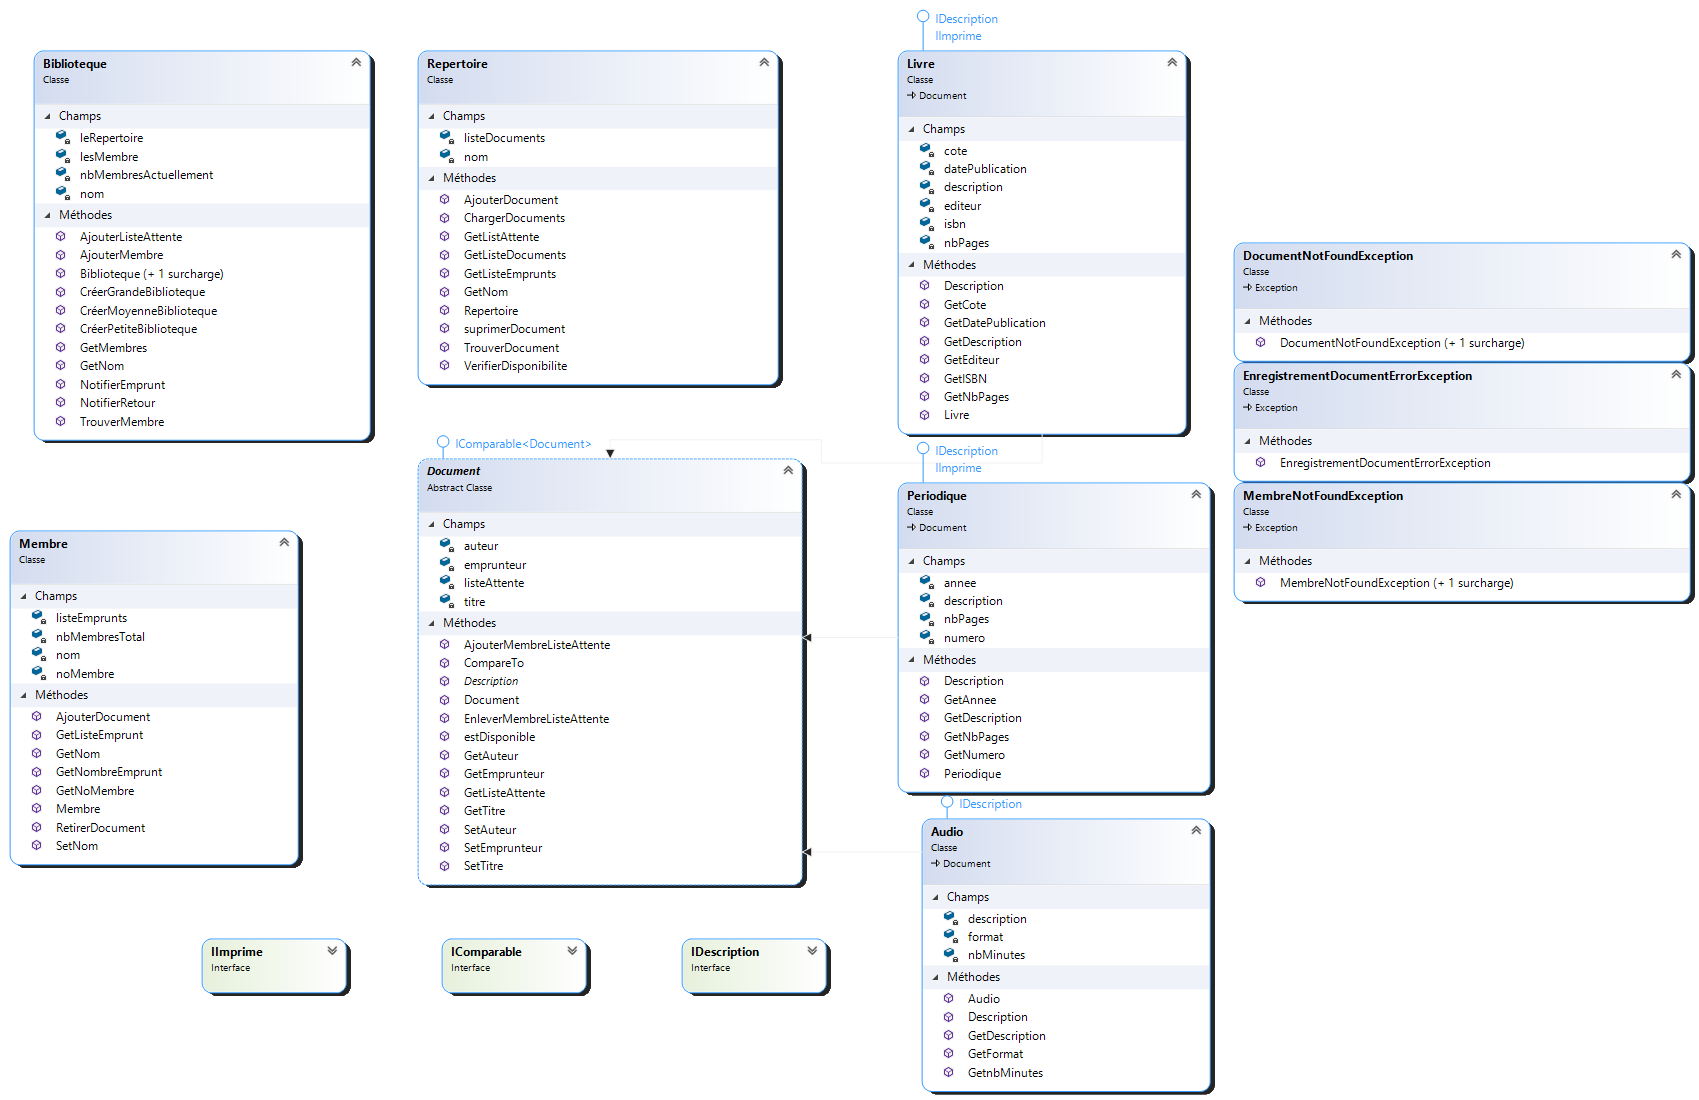 Biblioteque
Classe
Champs
leRepertoire
lesMembre
nbMembresActuellement
nom
Méthodes
AjouterListeAttente
AjouterMembre
Biblioteque (+ 1 surcharge)
CréerGrandeBiblioteque
CréerMoyenneBiblioteque
CréerPetiteBiblioteque
GetMembres
GetNom
NotifierEmprunt
NotifierRetour
TrouverMembre
Repertoire
Classe
Champs
listeDocuments
nom
Méthodes
AjouterDocument
ChargerDocuments
GetListAttente
GetListeDocuments
GetListeEmprunts
GetNom
Repertoire
suprimerDocument
TrouverDocument
VerifierDisponibilite
IDescription
IImprime
Livre
Classe
Document
Champs
cote
datePublication
description
editeur
isbn
nbPages
Méthodes
Description
GetCote
GetDatePublication
GetDescription
GetEditeur
GetISBN
GetNbPages
Livre
DocumentNotFoundException
Classe
Exception
Méthodes
DocumentNotFoundException (+ 1 surcharge)
EnregistrementDocumentErrorException
Classe
Exception
Méthodes
EnregistrementDocumentErrorException
MembreNotFoundException
Classe
Exception
Méthodes
MembreNotFoundException (+ 1 surcharge)
Membre
Classe
Champs
listeEmprunts
nbMembresTotal
nom
noMembre
Méthodes
AjouterDocument
GetListeEmprunt
GetNom
GetNombreEmprunt
GetNoMembre
Membre
RetirerDocument
SetNom
IComparable<Document>
Document
Abstract Classe
Champs
auteur
emprunteur
listeAttente
titre
Méthodes
AjouterMembreListeAttente
CompareTo
Description
Document
EnleverMembreListeAttente
estDisponible
GetAuteur
GetEmprunteur
GetListeAttente
GetTitre
SetAuteur
SetEmprunteur
SetTitre
IDescription
IImprime
Periodique
Classe
Document
Champs
annee
description
nbPages
numero
Méthodes
Description
GetAnnee
GetDescription
GetNbPages
GetNumero
Periodique
IDescription
Audio
Classe
Document
Champs
description
format
nbMinutes
Méthodes
Audio
Description
GetDescription
GetFormat
GetnbMinutes
IImprime
Interface
IComparable
Interface
IDescription
Interface